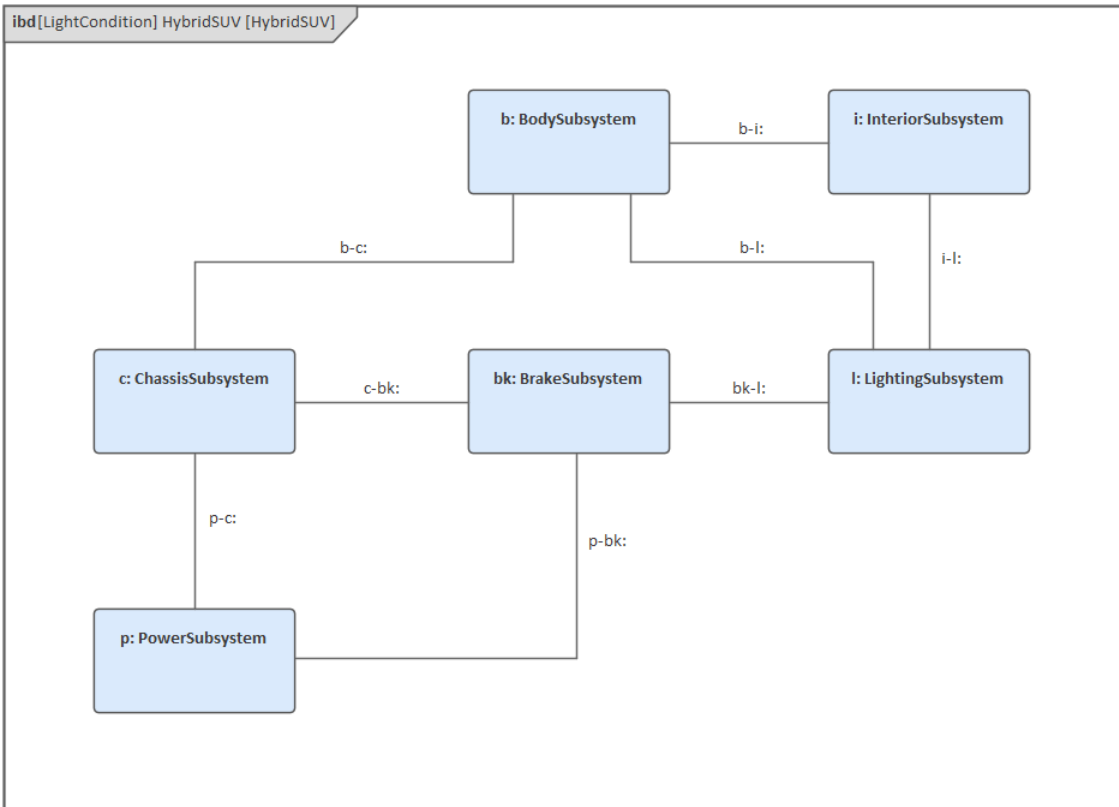 ibd[LightCondition] HybridSUV [HybridSUV]
b: BodySubsystem
b-i:
i: InteriorSubsystem
b-c:
b-l:
i-l:
c: ChassisSubsystem
c-bk:
bk: BrakeSubsystem
bk-l:
l: LightingSubsystem
p-c:
p-bk:
p: PowerSubsystem